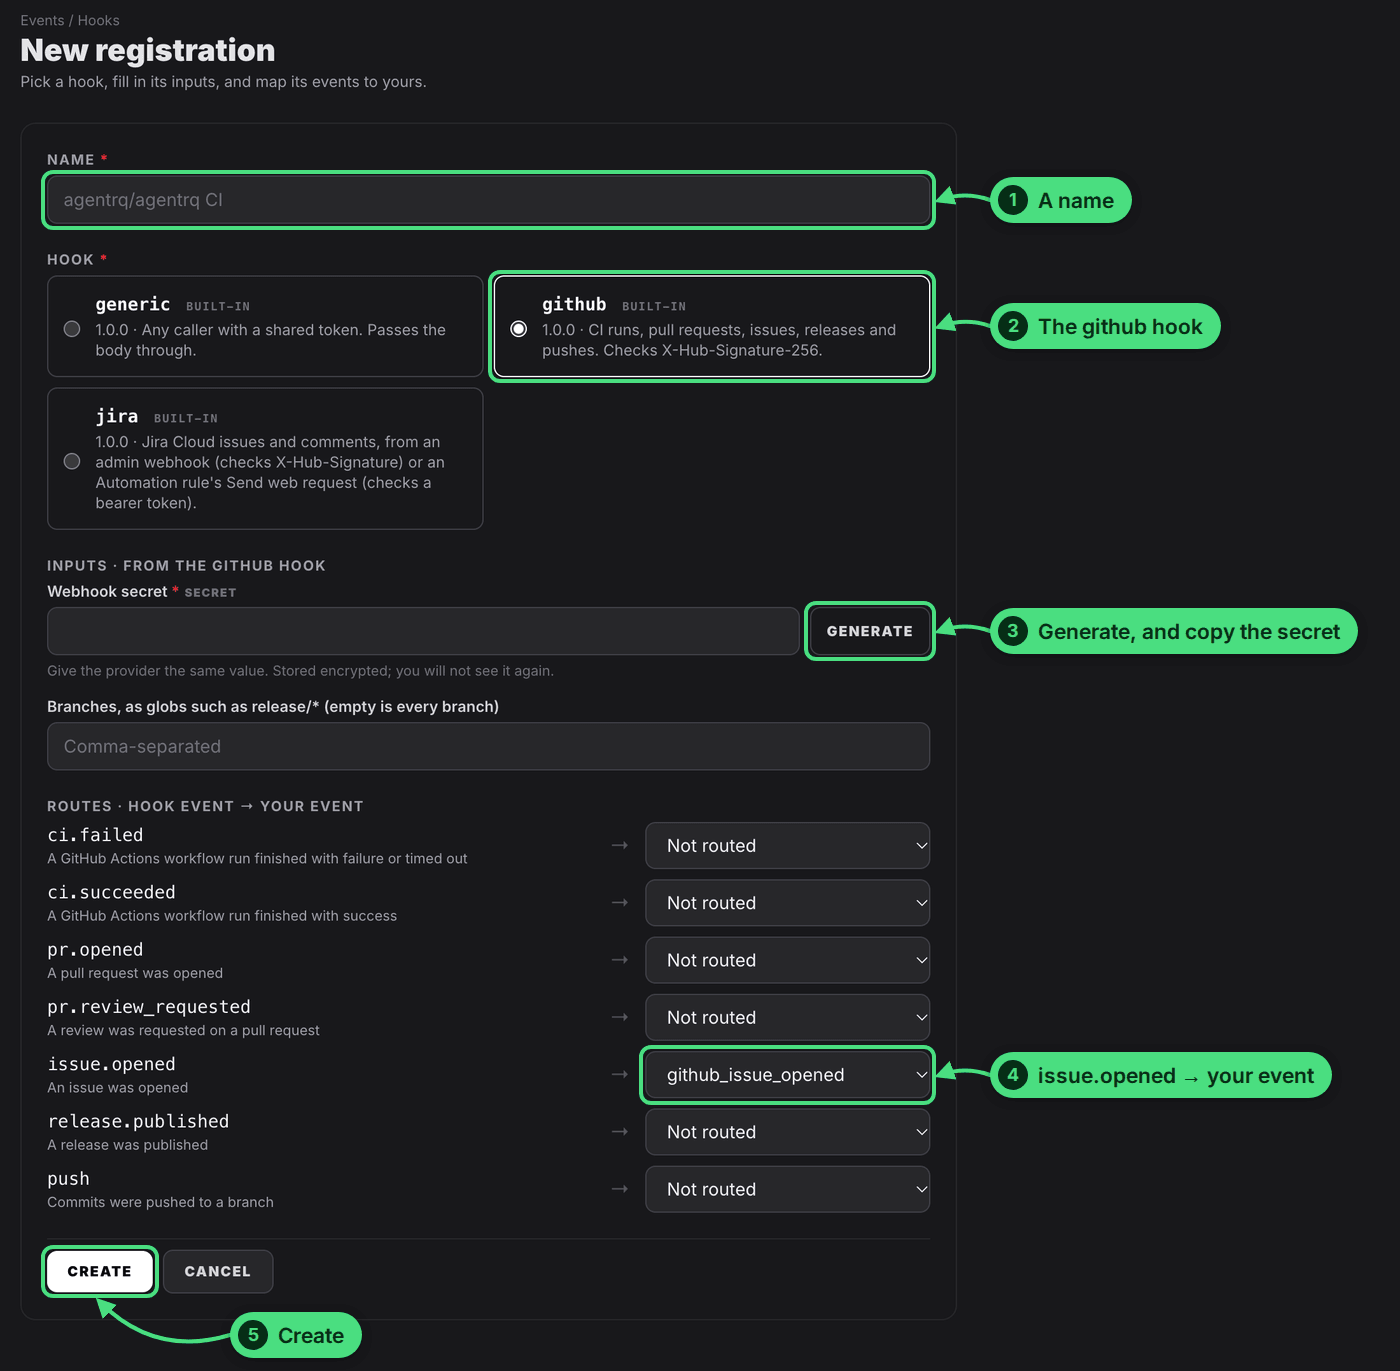 Events / Hooks
New registration
Pick a hook, fill in its inputs, and map its events to yours.
NAME *
agentrq/agentrq CI
1 A name
HOOK *
generic BUILT-IN
1.0.0 · Any caller with a shared token. Passes the
body through.
github BUILT-IN
1.0.0 · CI runs, pull requests, issues, releases and
pushes. Checks X-Hub-Signature-256.
2 The github hook
jira BUILT-IN
1.0.0 · Jira Cloud issues and comments, from an
admin webhook (checks X-Hub-Signature) or an
Automation rule's Send web request (checks a
bearer token).
INPUTS · FROM THE GITHUB HOOK
Webhook secret * SECRET
GENERATE
3 Generate, and copy the secret
Give the provider the same value. Stored encrypted; you will not see it again.
Branches, as globs such as release/* (empty is every branch)
Comma-separated
ROUTES · HOOK EVENT → YOUR EVENT
ci.failed
A GitHub Actions workflow run finished with failure or timed out
→ Not routed
ci.succeeded
A GitHub Actions workflow run finished with success
→ Not routed
pr.opened
A pull request was opened
→ Not routed
pr.review_requested
A review was requested on a pull request
→ Not routed
issue.opened
An issue was opened
→ github_issue_opened
4 issue.opened → your event
release.published
A release was published
→ Not routed
push
Commits were pushed to a branch
→ Not routed
CREATE CANCEL
5 Create